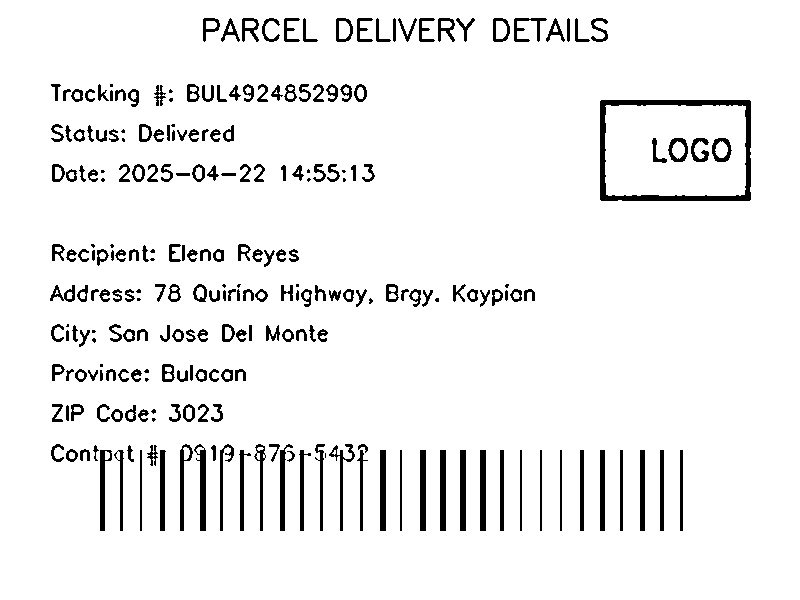 PARCEL DELIVERY DETAILS
Tracking #: BUL4924852990
Status: Delivered
Date: 2025-04-22 14:55:13
LOGO
Recipient: Elena Reyes
Address: 78 Quirino Highway, Brgy. Kaypian
City: San Jose Del Monte
Province: Bulacan
ZIP Code: 3023
Contact #: 0919-876-5432